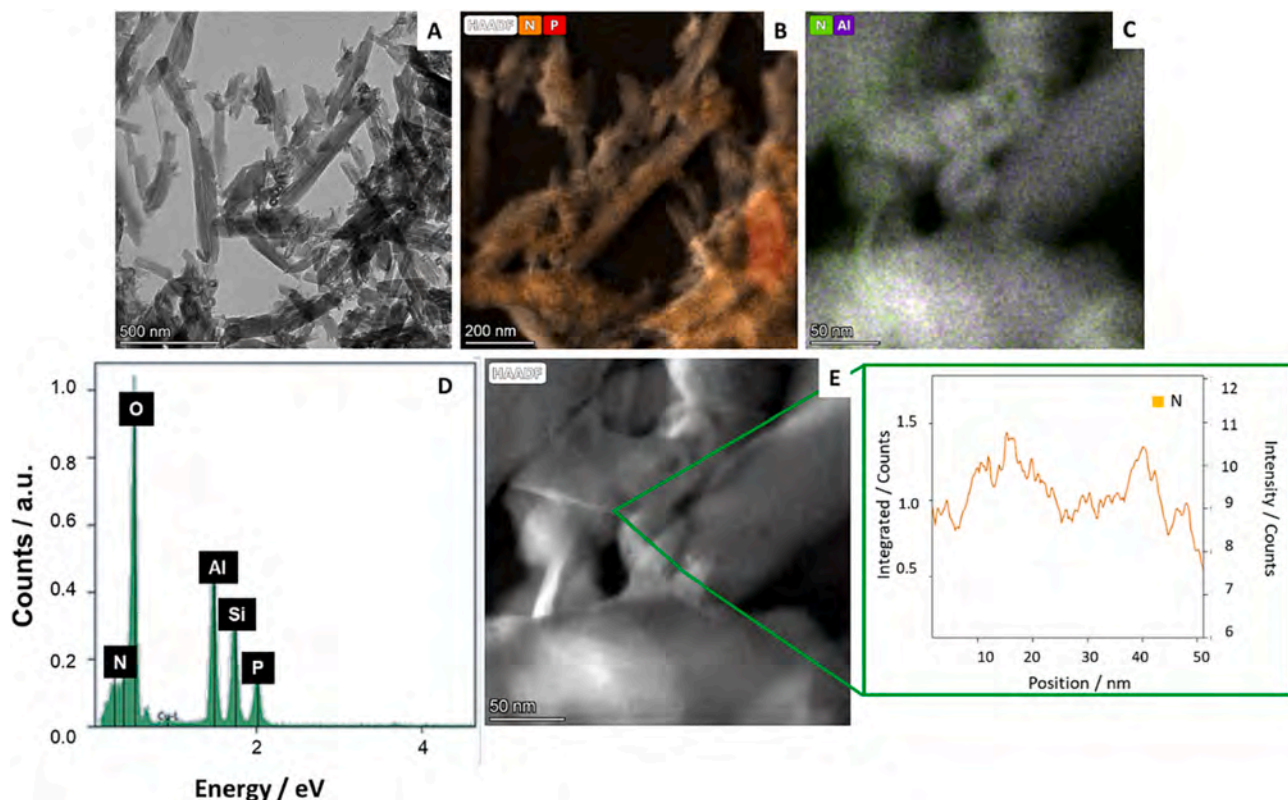 A
500 nm
HAADF N P
B
200 nm
N Al
C
50 nm
D
Counts / a.u.
1.0
0.8
0.6
0.4
0.2
0.0
O
Al
Si
N
P
Cu-L
2
4
Energy / eV
HAADF
E
50 nm
N
Integrated / Counts
1.5
1.0
0.5
12
11
10
9
8
7
6
Intensity / Counts
10 20 30 40 50
Position / nm